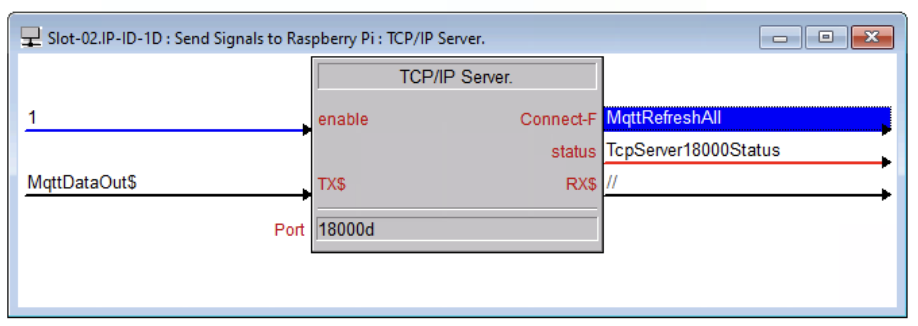 Slot-02.IP-ID-1D : Send Signals to Raspberry Pi : TCP/IP Server.
TCP/IP Server.
1 enable Connect-F MqttRefreshAll
status TcpServer18000Status
MqttDataOut$ TX$ RX$ //
Port 18000d